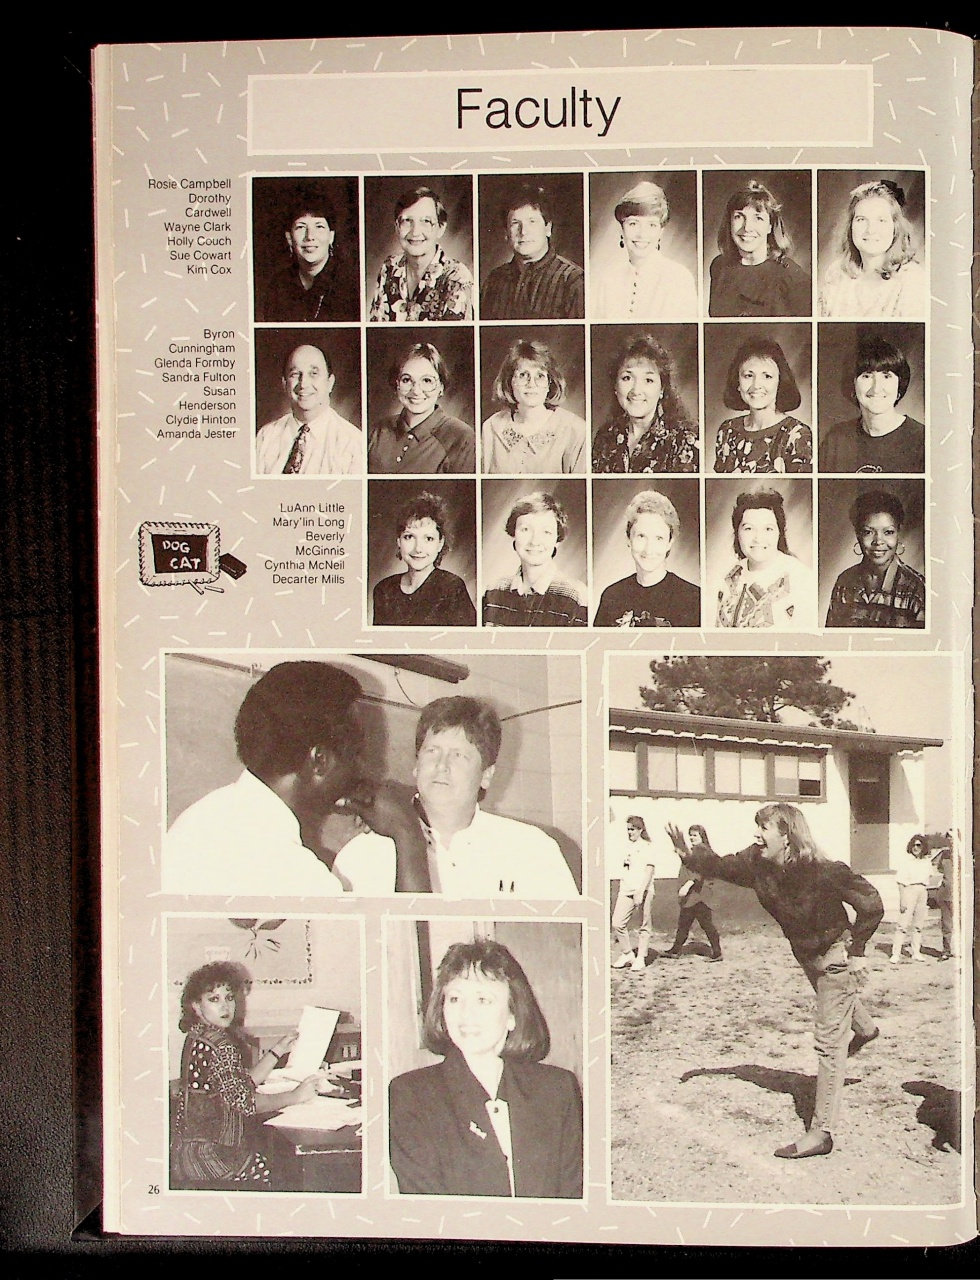 Faculty
Rosie Campbell
Dorothy
Cardwell
Wayne Clark
Holly Couch
Sue Cowart
Kim Cox
Byron
Cunningham
Glenda Formby
Sandra Fulton
Susan
Henderson
Clydie Hinton
Amanda Jester
LuAnn Little
Mary'lin Long
Beverly
McGinnis
Cynthia McNeil
Decarter Mills
DOG
CAT
26